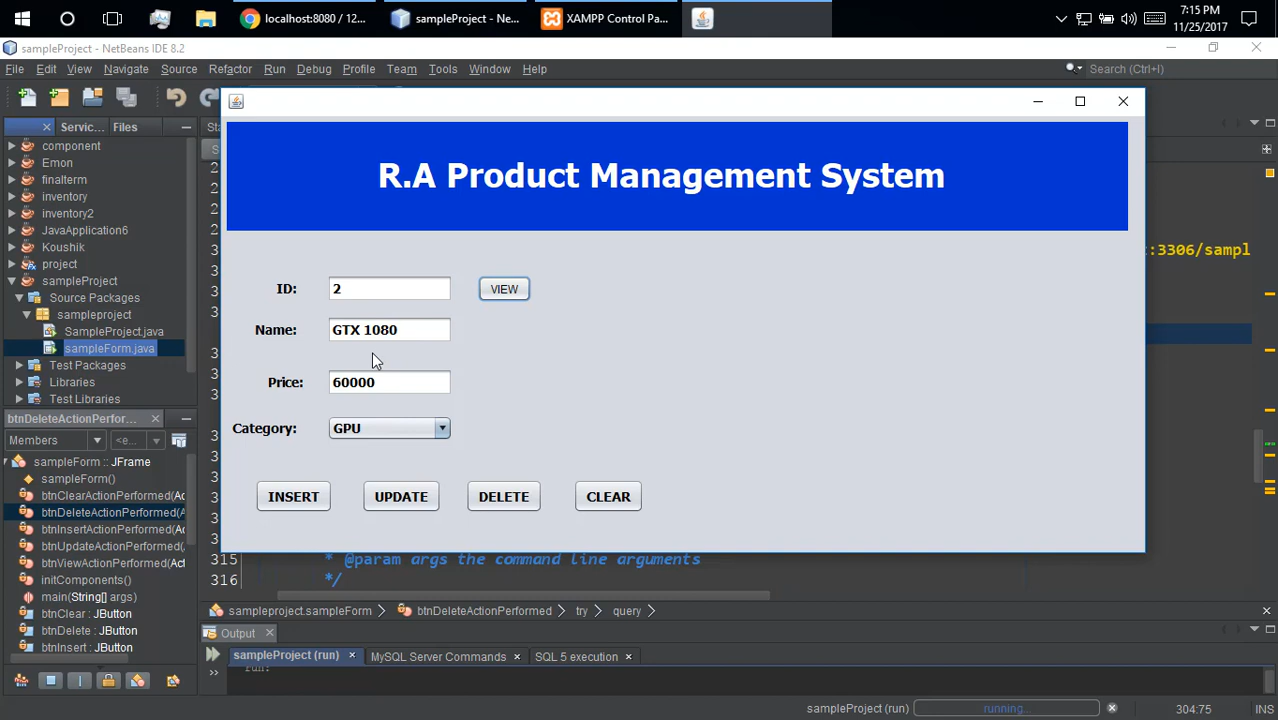 localhost:8080 / 12...
sampleProject - Ne...
XAMPP Control Pa...
7:15 PM
11/25/2017
sampleProject - NetBeans IDE 8.2
File Edit View Navigate Source Refactor Run Debug Profile Team Tools Window Help
Search (Ctrl+I)
Servic... Files
Sta
component
Emon
finalterm
inventory
inventory2
JavaApplication6
Koushik
project
sampleProject
Source Packages
sampleproject
SampleProject.java
sampleForm.java
Test Packages
Libraries
Test Libraries
R.A Product Management System
ID: 2 VIEW
Name: GTX 1080
Price: 60000
Category: GPU
INSERT UPDATE DELETE CLEAR
:3306/sampl
btnDeleteActionPerfor...
Members <e...
sampleForm :: JFrame
sampleForm()
btnClearActionPerformed(Ac
btnDeleteActionPerformed(A
btnInsertActionPerformed(Ac
btnUpdateActionPerformed(A
btnViewActionPerformed(Act
initComponents()
main(String[] args)
btnClear : JButton
btnDelete : JButton
btnInsert : JButton
315 * @param args the command line arguments
316 */
sampleproject.sampleForm btnDeleteActionPerformed try query
Output
sampleProject (run) MySQL Server Commands SQL 5 execution
run:
sampleProject (run) running... 304:75 INS